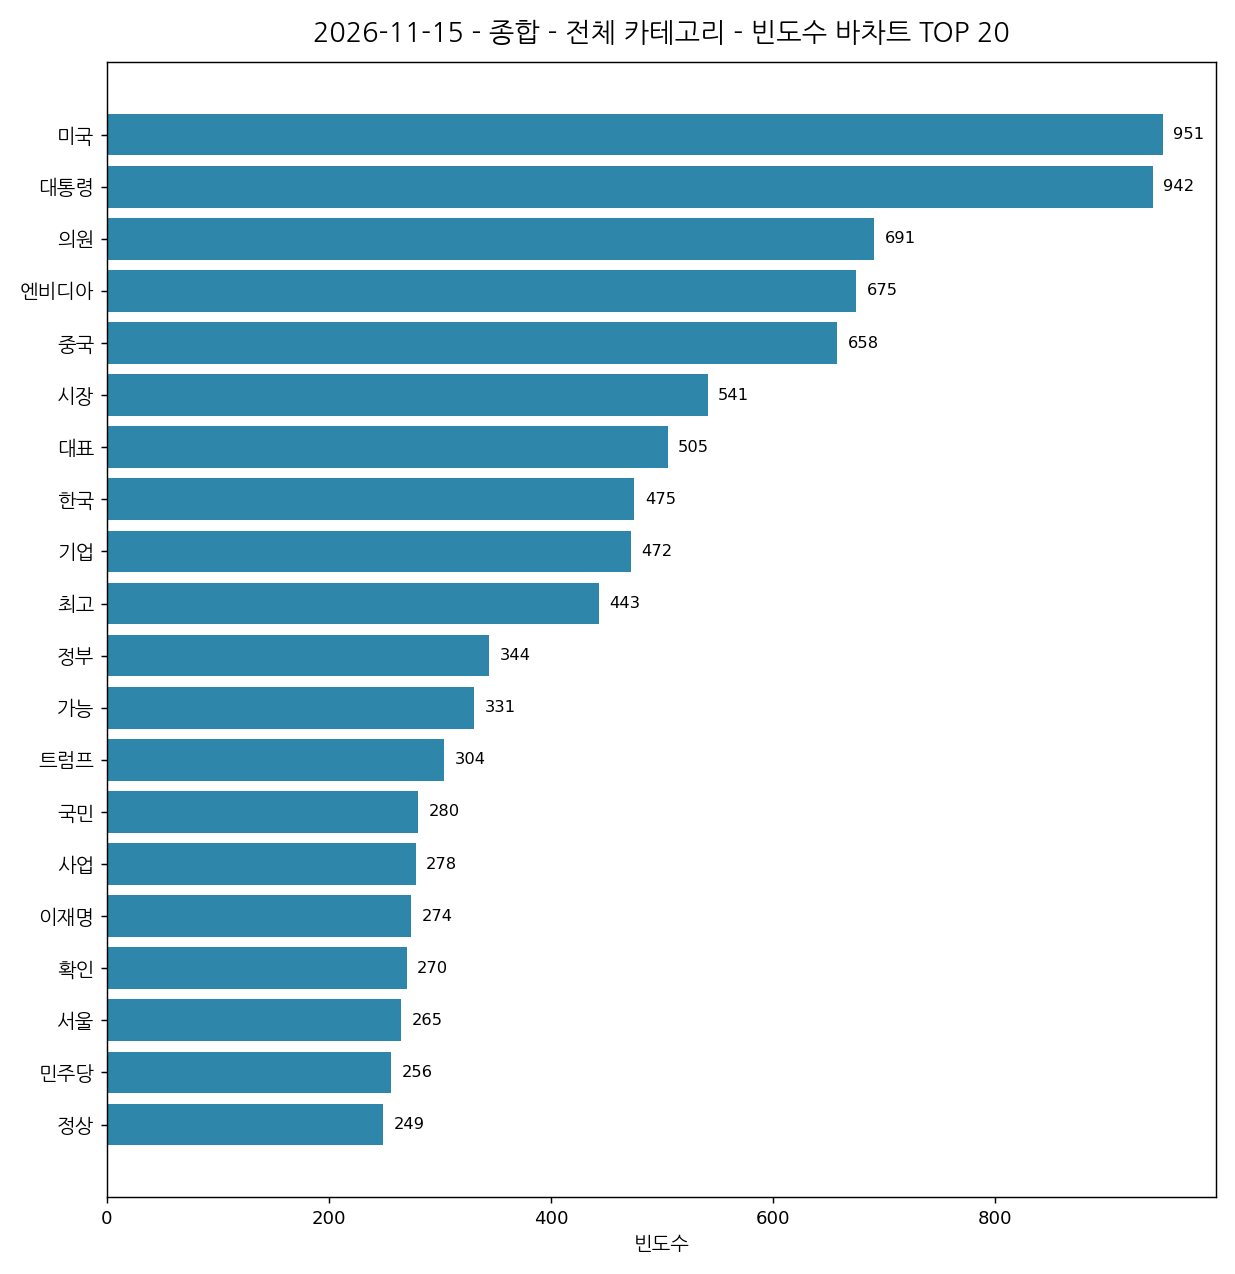 2026-11-15 - 종합 - 전체 카테고리 - 빈도수 바차트 TOP 20
미국 951
대통령 942
의원 691
엔비디아 675
중국 658
시장 541
대표 505
한국 475
기업 472
최고 443
정부 344
가능 331
트럼프 304
국민 280
사업 278
이재명 274
확인 270
서울 265
민주당 256
정상 249
0 200 400 600 800
빈도수